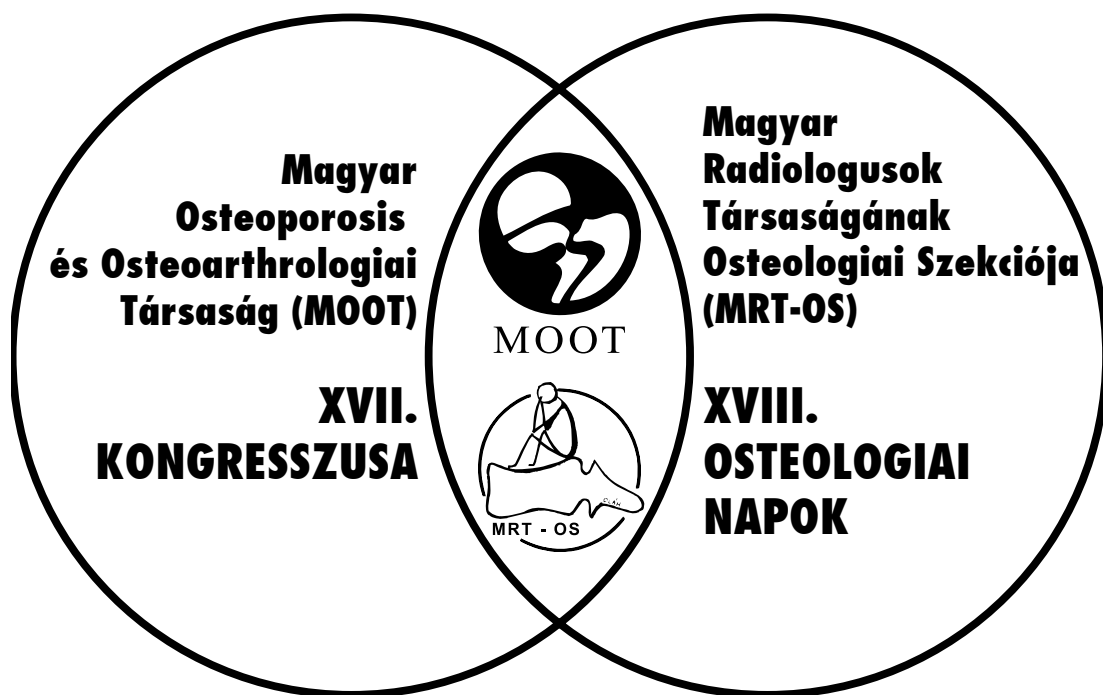 Magyar
Osteoporosis
és Osteoarthrologiai
Társaság (MOOT)
XVII.
KONGRESSZUSA
MOOT
MRT - OS
Magyar
Radiologusok
Társaságának
Osteologiai Szekciója
(MRT-OS)
XVIII.
OSTEOLOGIAI
NAPOK